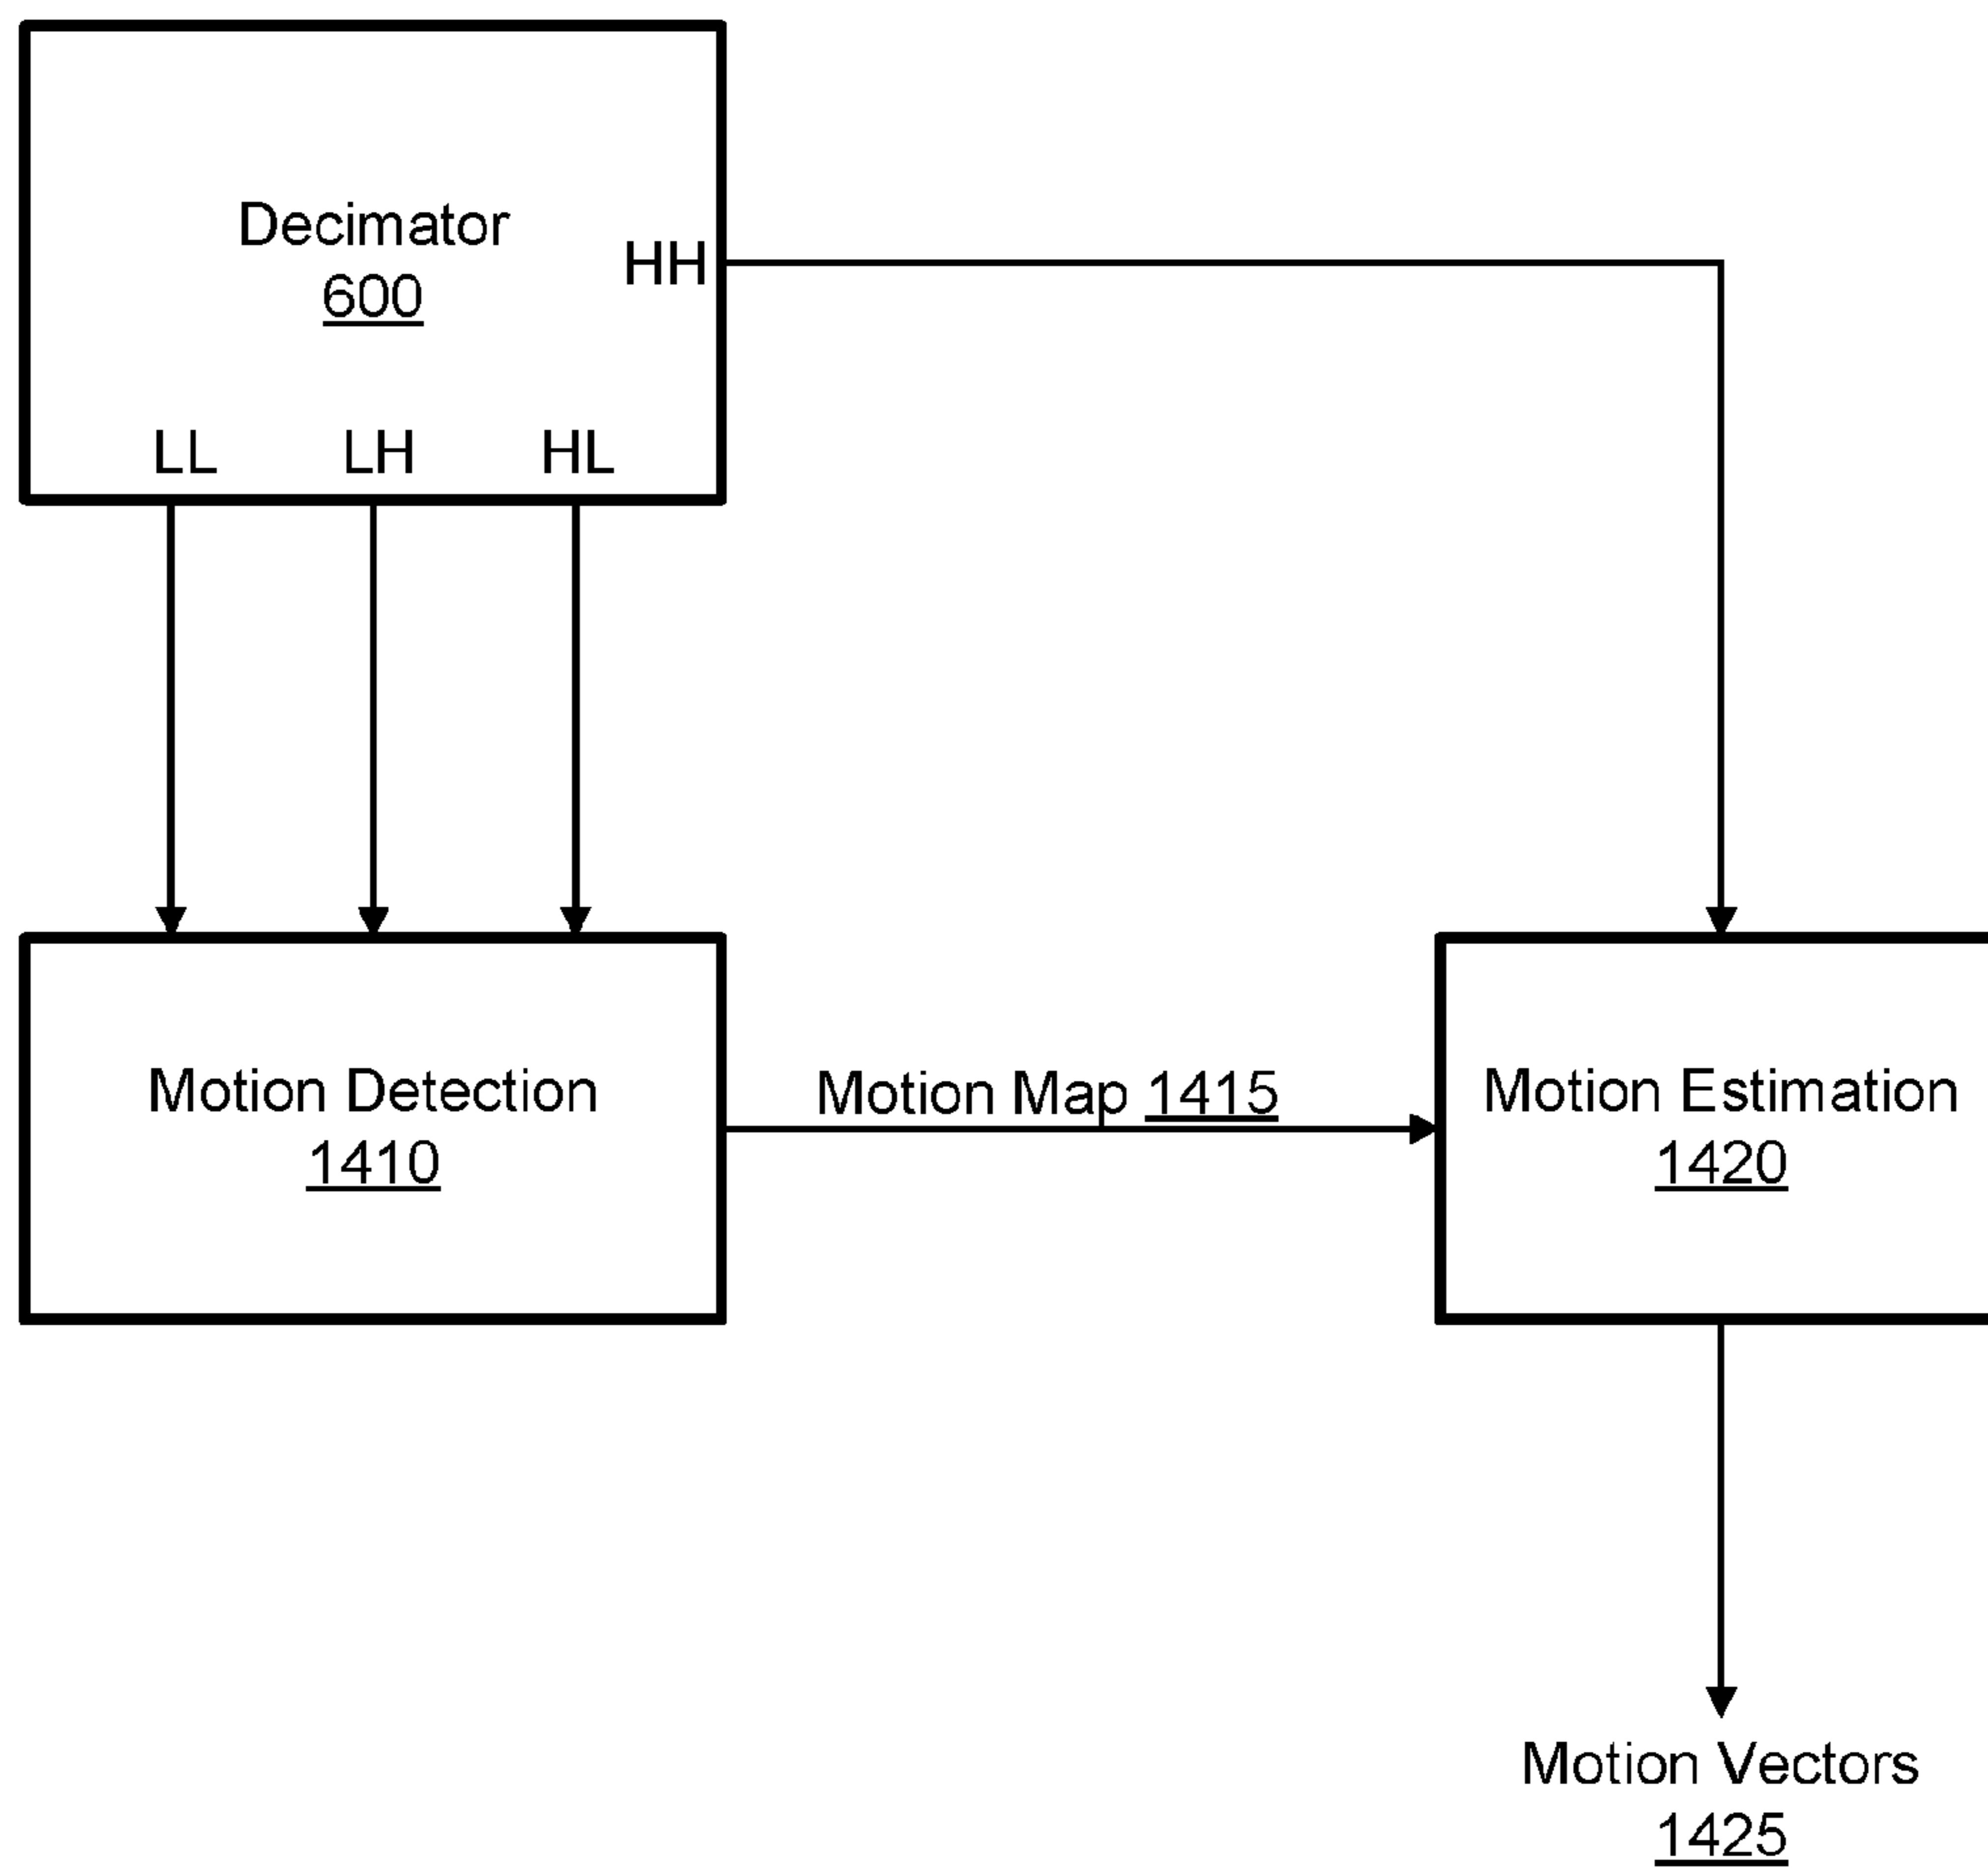 Decimator
600
HH
LL LH HL
Motion Detection
1410
Motion Map 1415
Motion Estimation
1420
Motion Vectors
1425